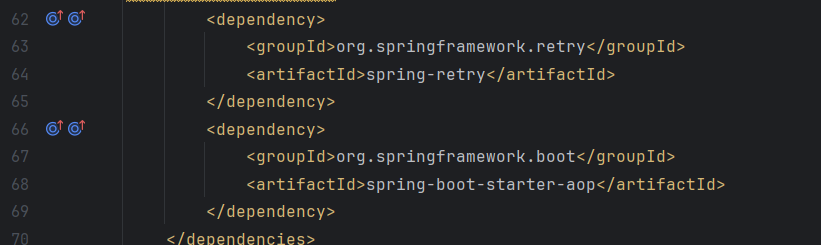 62 <dependency>
63 <groupId>org.springframework.retry</groupId>
64 <artifactId>spring-retry</artifactId>
65 </dependency>
66 <dependency>
67 <groupId>org.springframework.boot</groupId>
68 <artifactId>spring-boot-starter-aop</artifactId>
69 </dependency>
70 </dependencies>